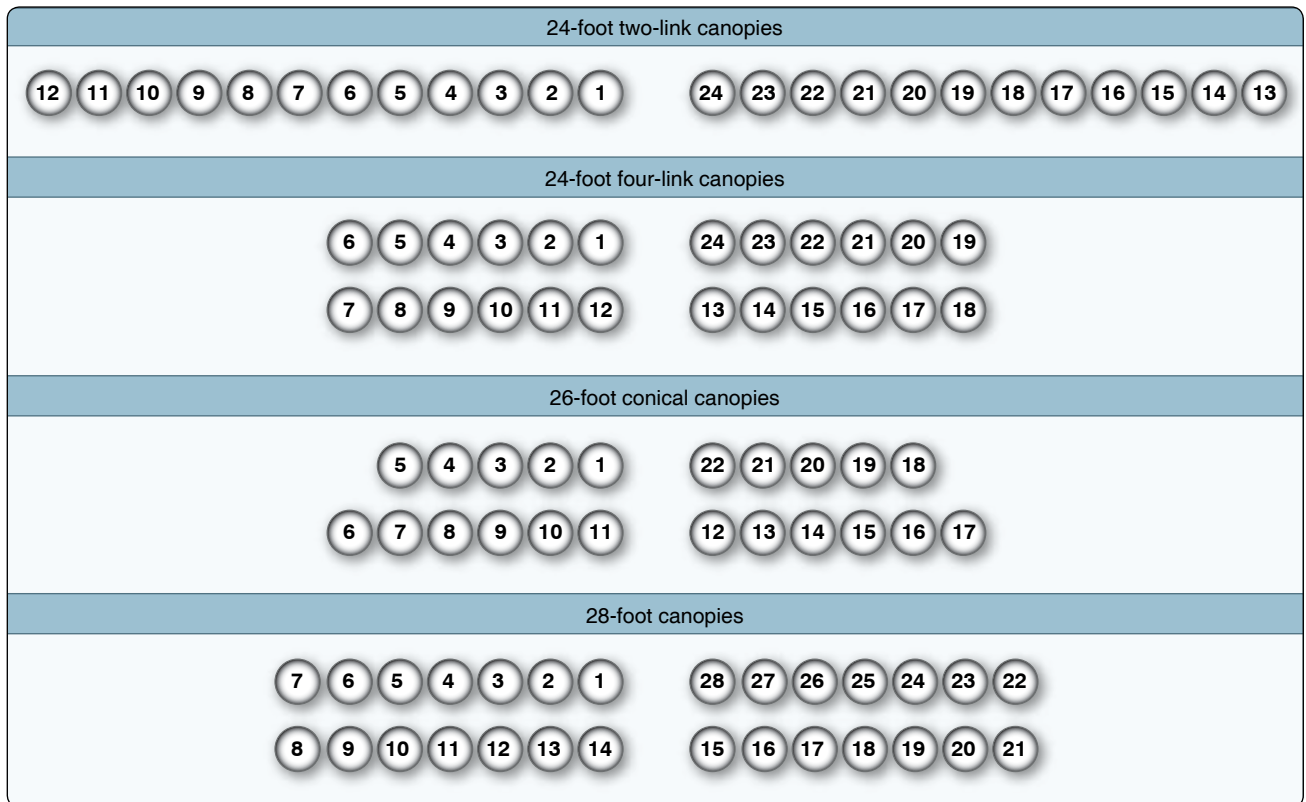 24-foot two-link canopies
12 11 10 9 8 7 6 5 4 3 2 1 24 23 22 21 20 19 18 17 16 15 14 13
24-foot four-link canopies
6 5 4 3 2 1 24 23 22 21 20 19
7 8 9 10 11 12 13 14 15 16 17 18
26-foot conical canopies
5 4 3 2 1 22 21 20 19 18
6 7 8 9 10 11 12 13 14 15 16 17
28-foot canopies
7 6 5 4 3 2 1 28 27 26 25 24 23 22
8 9 10 11 12 13 14 15 16 17 18 19 20 21